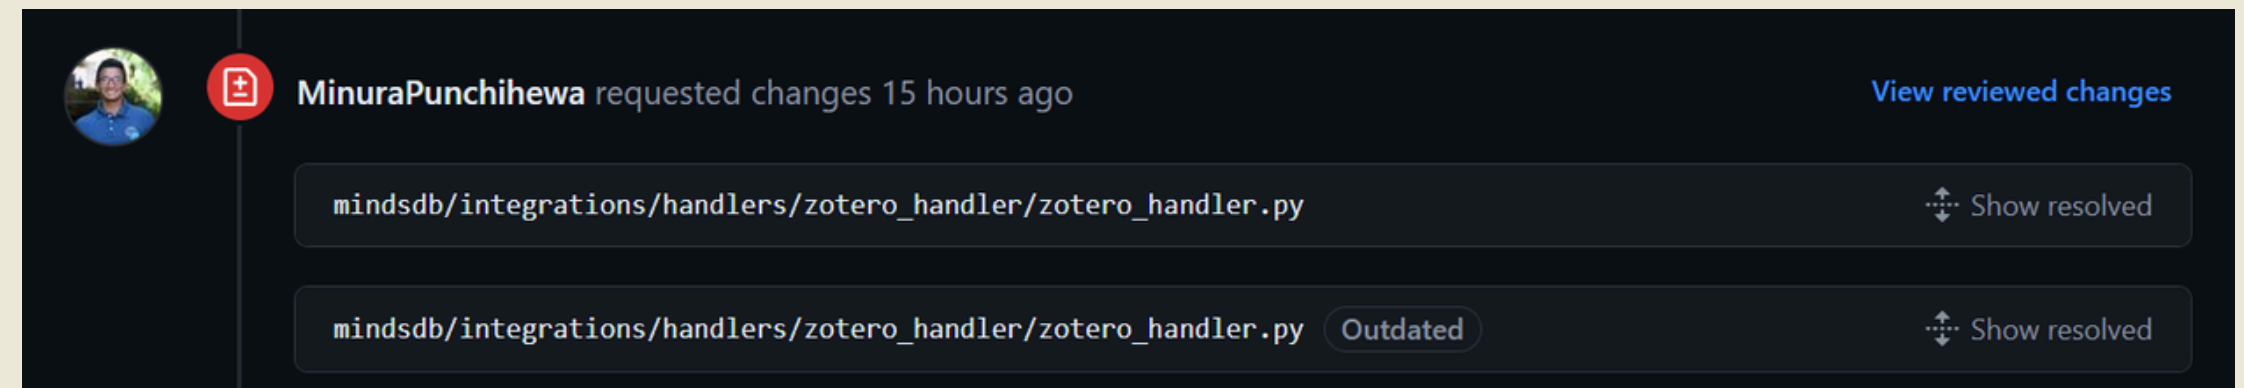 MinuraPunchihewa requested changes 15 hours ago View reviewed changes
mindsdb/integrations/handlers/zotero_handler/zotero_handler.py Show resolved
mindsdb/integrations/handlers/zotero_handler/zotero_handler.py Outdated Show resolved